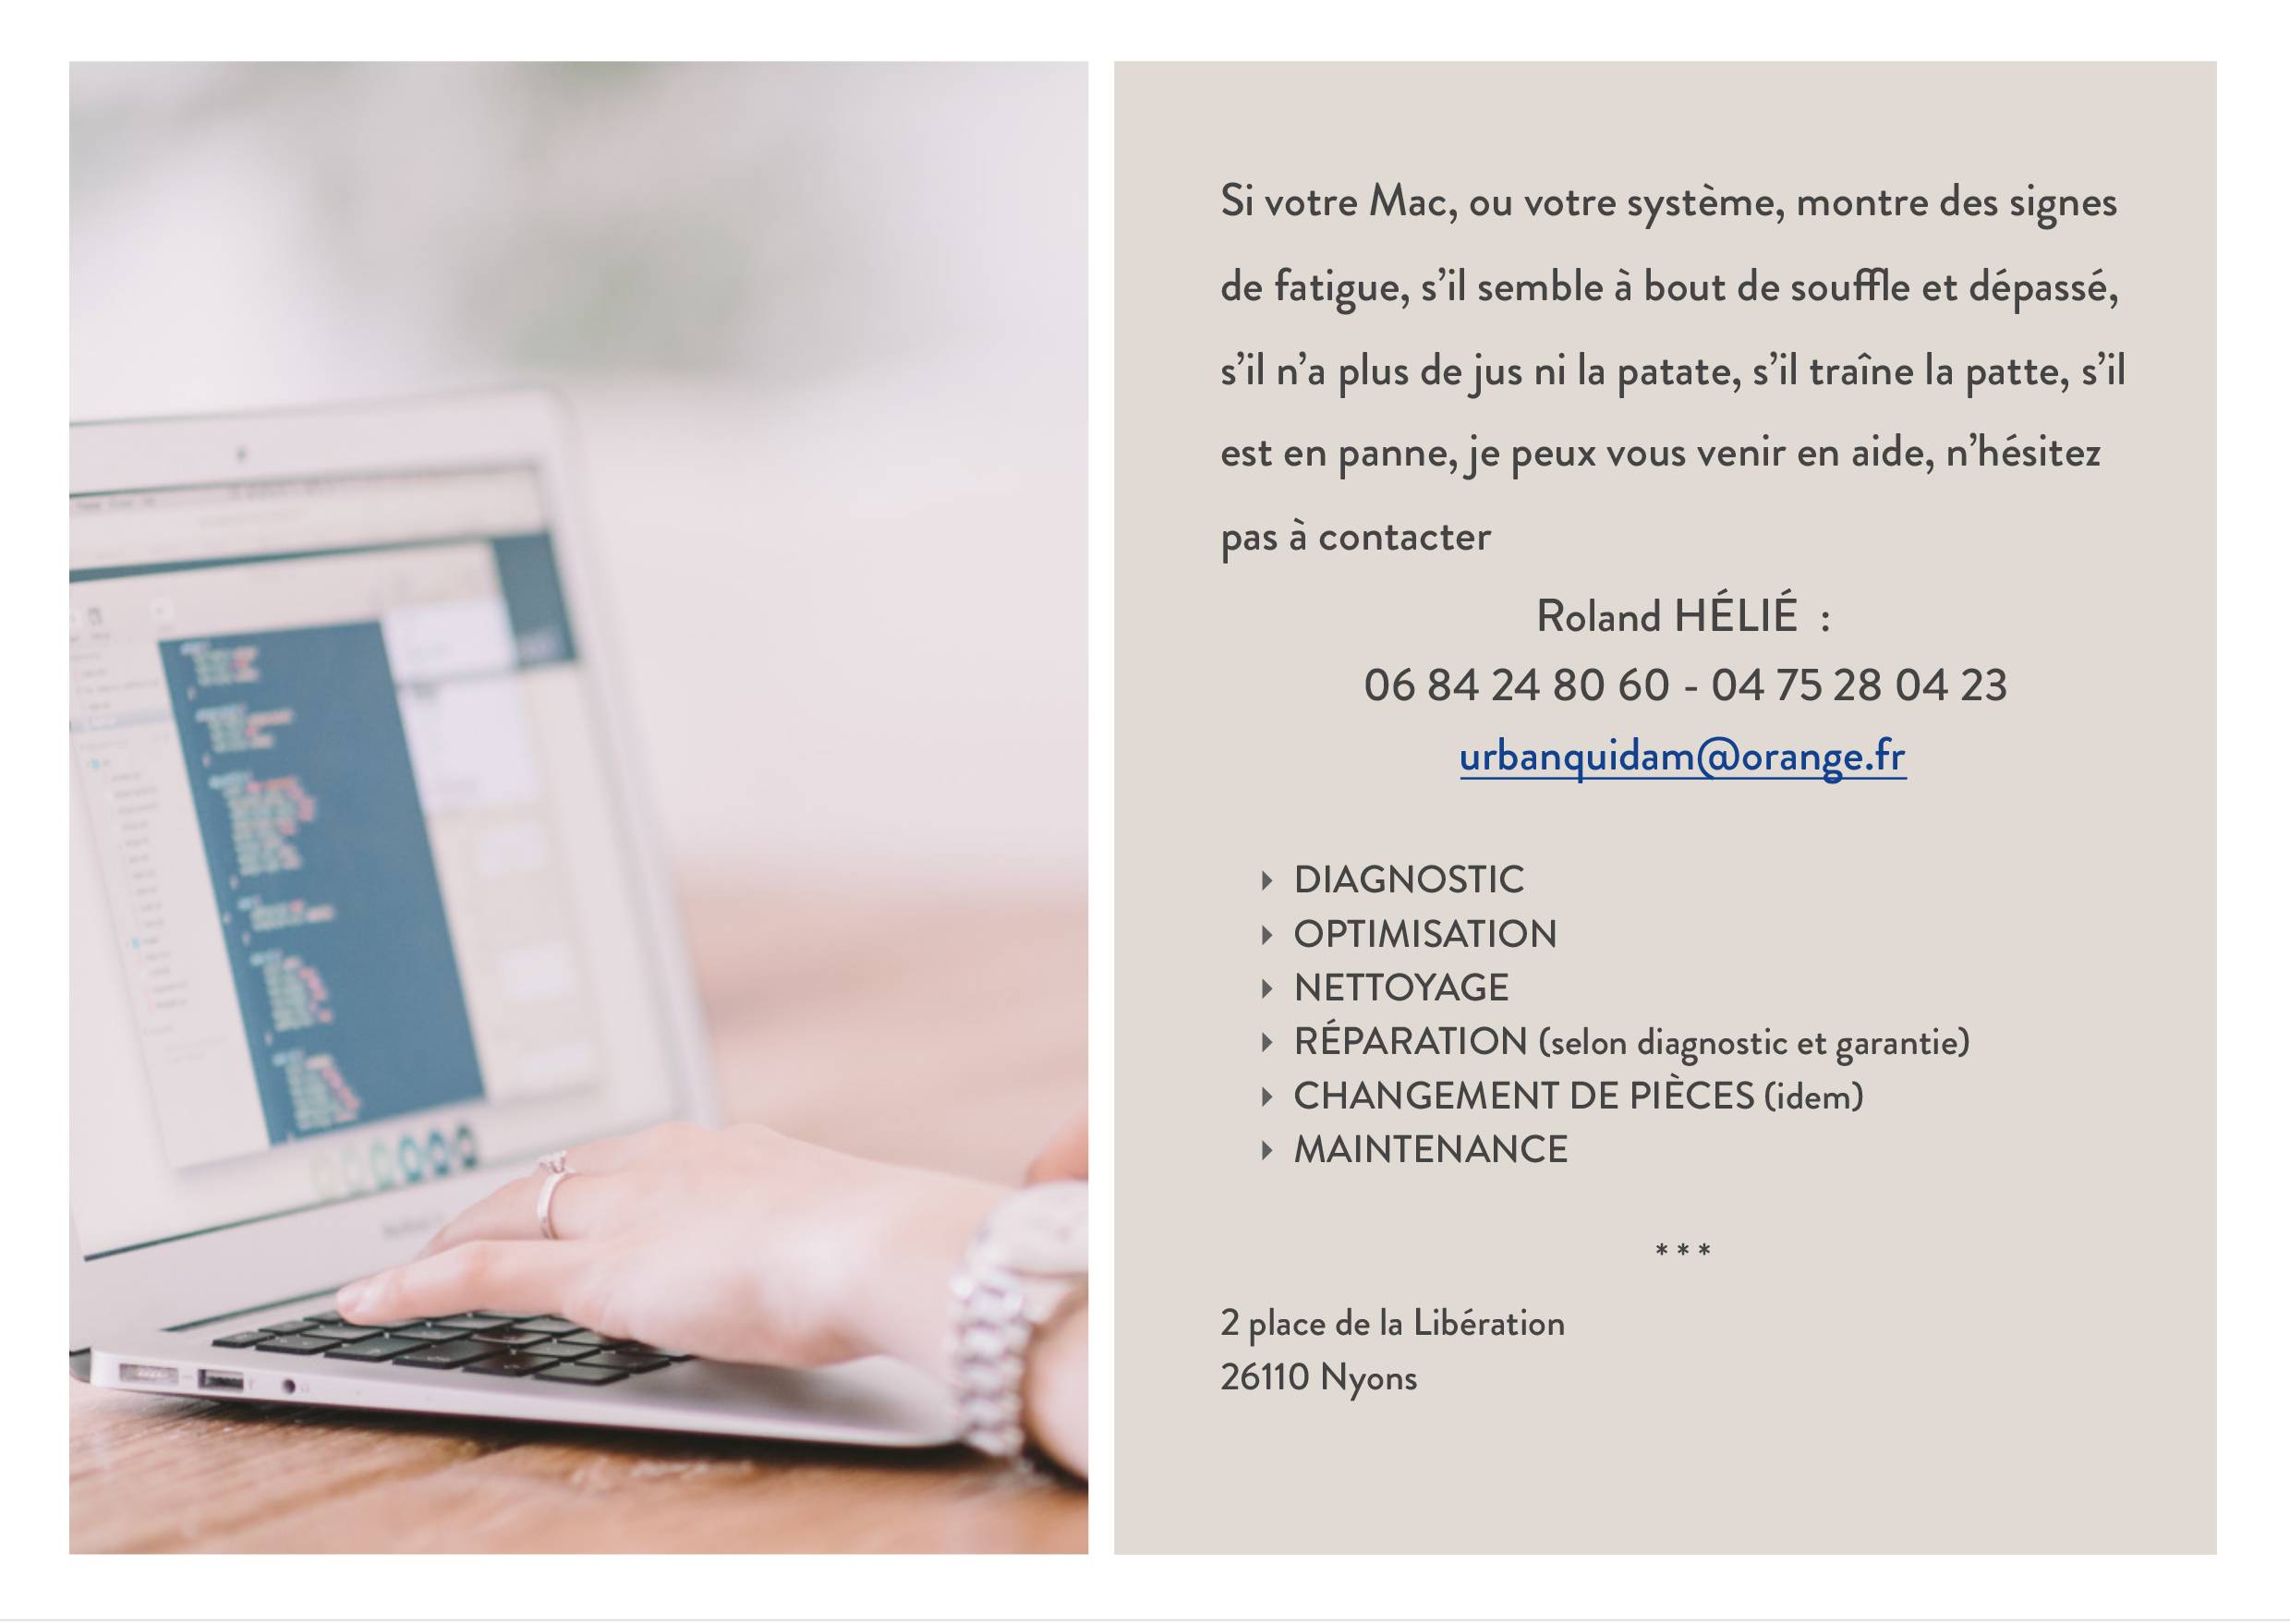 Si votre Mac, ou votre système, montre des signes
de fatigue, s’il semble à bout de souffle et dépassé,
s’il n’a plus de jus ni la patate, s’il traîne la patte, s’il
est en panne, je peux vous venir en aide, n’hésitez
pas à contacter
Roland HÉLIÉ  :
06 84 24 80 60 - 04 75 28 04 23
urbanquidam@orange.fr
‣ DIAGNOSTIC
‣ OPTIMISATION
‣ NETTOYAGE
‣ RÉPARATION (selon diagnostic et garantie)
‣ CHANGEMENT DE PIÈCES (idem)
‣ MAINTENANCE
* * *
2 place de la Libération
26110 Nyons